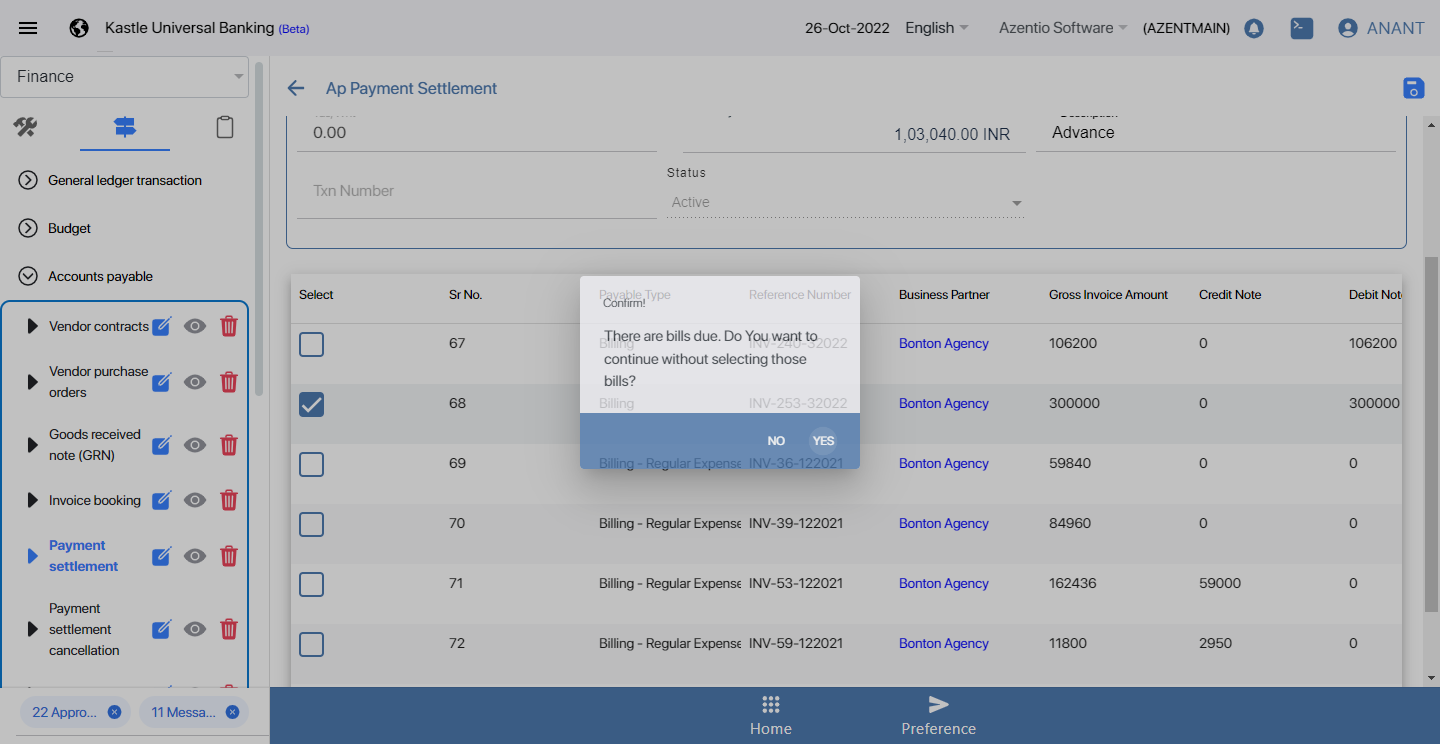 Kastle Universal Banking (Beta)
26-Oct-2022
English
Azentio Software
(AZENTMAIN)
ANANT
Finance
General ledger transaction
Budget
Accounts payable
Vendor contracts
Vendor purchase
orders
Goods received
note (GRN)
Invoice booking
Payment
settlement
Payment
settlement
cancellation
22 Appro...
11 Messa...
Ap Payment Settlement
0.00
1,03,040.00 INR
Description
Advance
Txn Number
Status
Active
Select Sr No. Payable Type Reference Number Business Partner Gross Invoice Amount Credit Note Debit Not
67 Billing INV-240-32022 Bonton Agency 106200 0 106200
68 Billing INV-253-32022 Bonton Agency 300000 0 300000
69 Billing - Regular Expense INV-36-122021 Bonton Agency 59840 0 0
70 Billing - Regular Expense INV-39-122021 Bonton Agency 84960 0 0
71 Billing - Regular Expense INV-53-122021 Bonton Agency 162436 59000 0
72 Billing - Regular Expense INV-59-122021 Bonton Agency 11800 2950 0
Confirm!
There are bills due. Do You want to
continue without selecting those
bills?
NO YES
Home
Preference